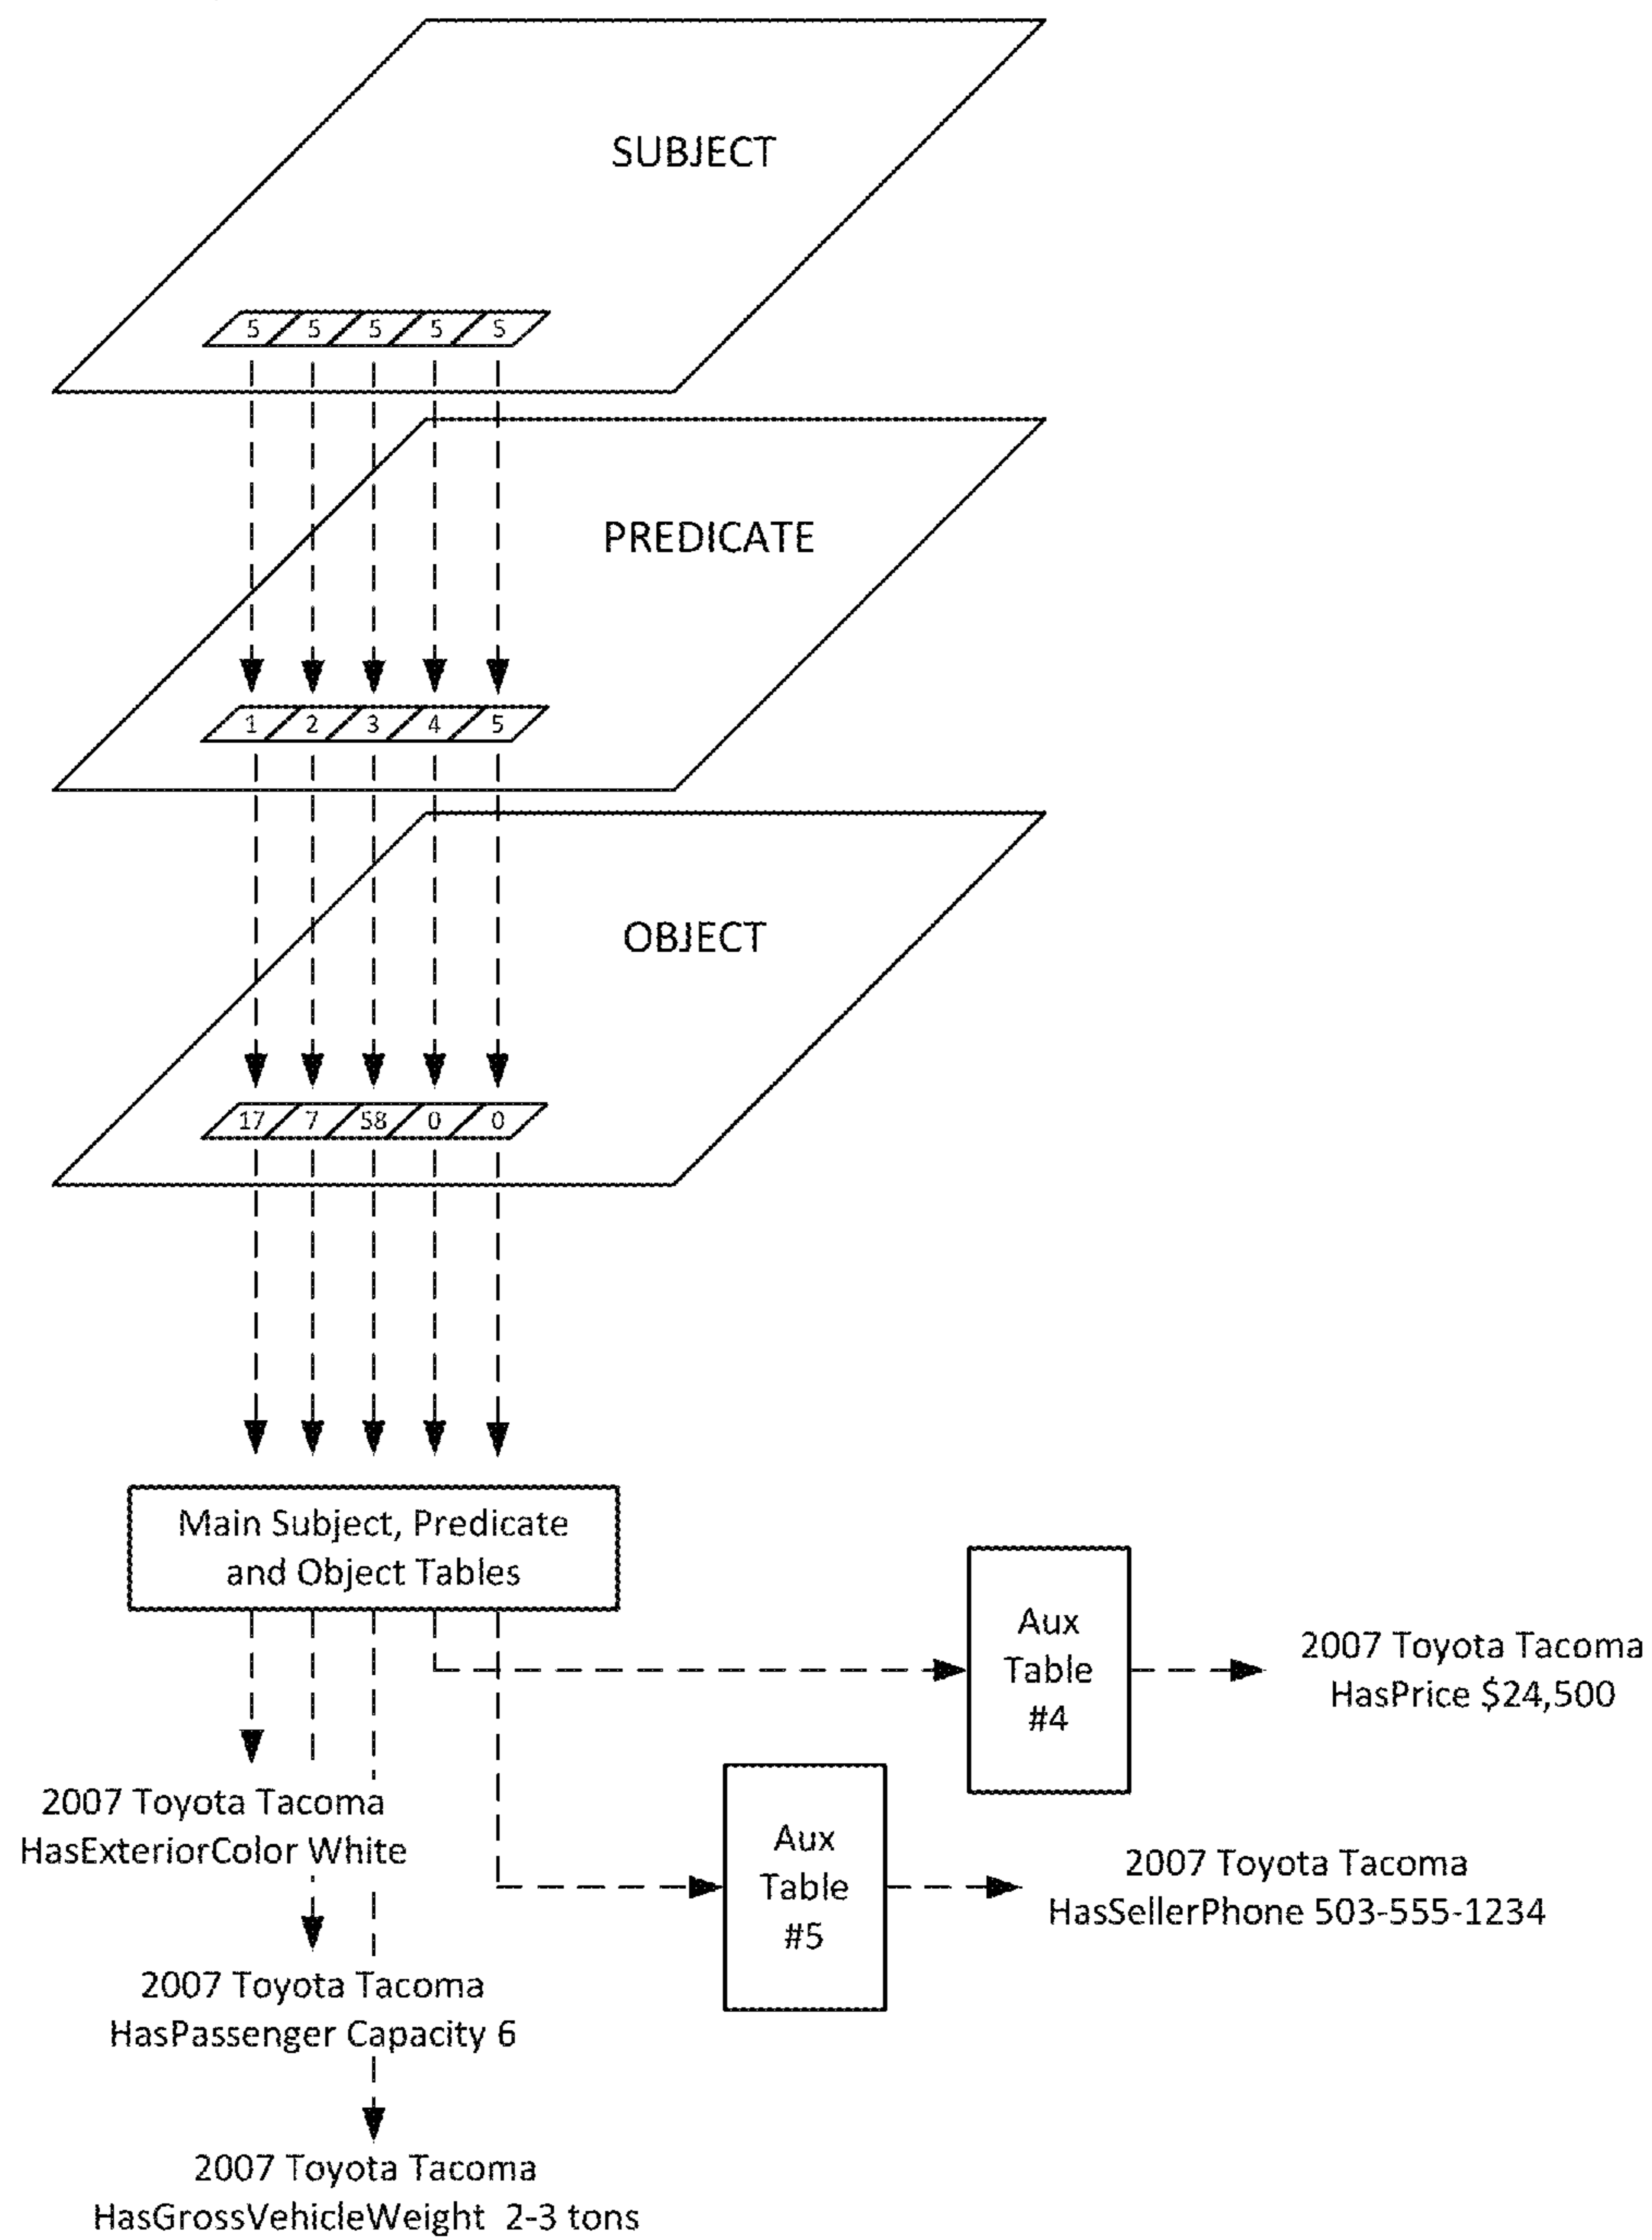 SUBJECT
5 5 5 5 5
PREDICATE
1 2 3 4 5
OBJECT
17 7 58 0 0
Main Subject, Predicate
and Object Tables
Aux
Table
#4
2007 Toyota Tacoma
HasPrice $24,500
2007 Toyota Tacoma
HasExteriorColor White
Aux
Table
#5
2007 Toyota Tacoma
HasSellerPhone 503-555-1234
2007 Toyota Tacoma
HasPassenger Capacity 6
2007 Toyota Tacoma
HasGrossVehicleWeight 2-3 tons